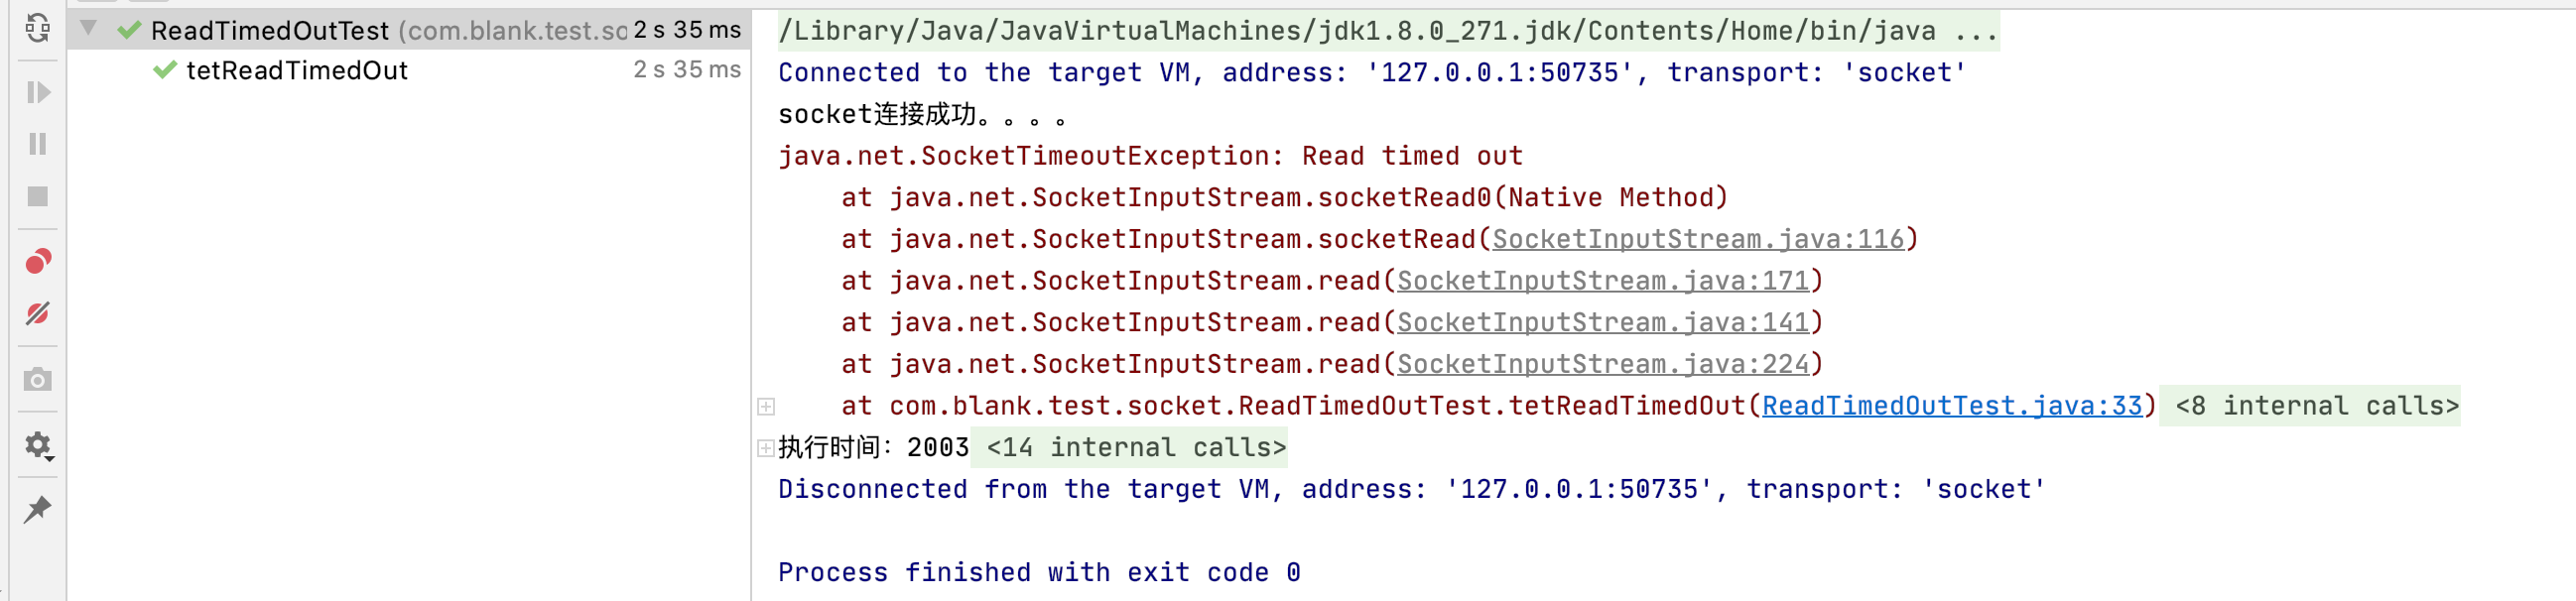 ReadTimedOutTest (com.blank.test.so 2 s 35 ms
tetReadTimedOut 2 s 35 ms
/Library/Java/JavaVirtualMachines/jdk1.8.0_271.jdk/Contents/Home/bin/java ...
Connected to the target VM, address: '127.0.0.1:50735', transport: 'socket'
socket连接成功。。。。
java.net.SocketTimeoutException: Read timed out
at java.net.SocketInputStream.socketRead0(Native Method)
at java.net.SocketInputStream.socketRead(SocketInputStream.java:116)
at java.net.SocketInputStream.read(SocketInputStream.java:171)
at java.net.SocketInputStream.read(SocketInputStream.java:141)
at java.net.SocketInputStream.read(SocketInputStream.java:224)
at com.blank.test.socket.ReadTimedOutTest.tetReadTimedOut(ReadTimedOutTest.java:33) <8 internal calls>
执行时间：2003 <14 internal calls>
Disconnected from the target VM, address: '127.0.0.1:50735', transport: 'socket'
Process finished with exit code 0